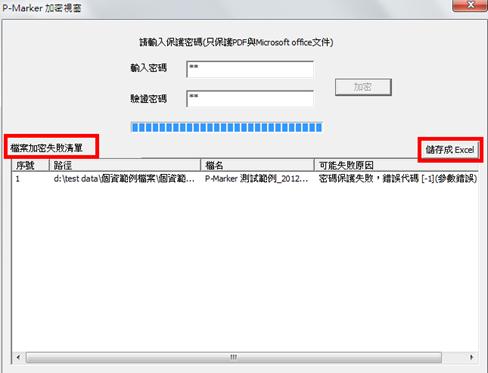 P-Marker 加密視窗
請輸入保護密碼(只保護PDF與Microsoft office文件)
輸入密碼 **
加密
驗證密碼 **
檔案加密失敗清單
儲存成 Excel
序號 路徑 檔名 可能失敗原因
1 d:\test data\個資範例檔案\個資範... P-Marker 測試範例_2012... 密碼保護失敗，錯誤代碼 [-1](參數錯誤)